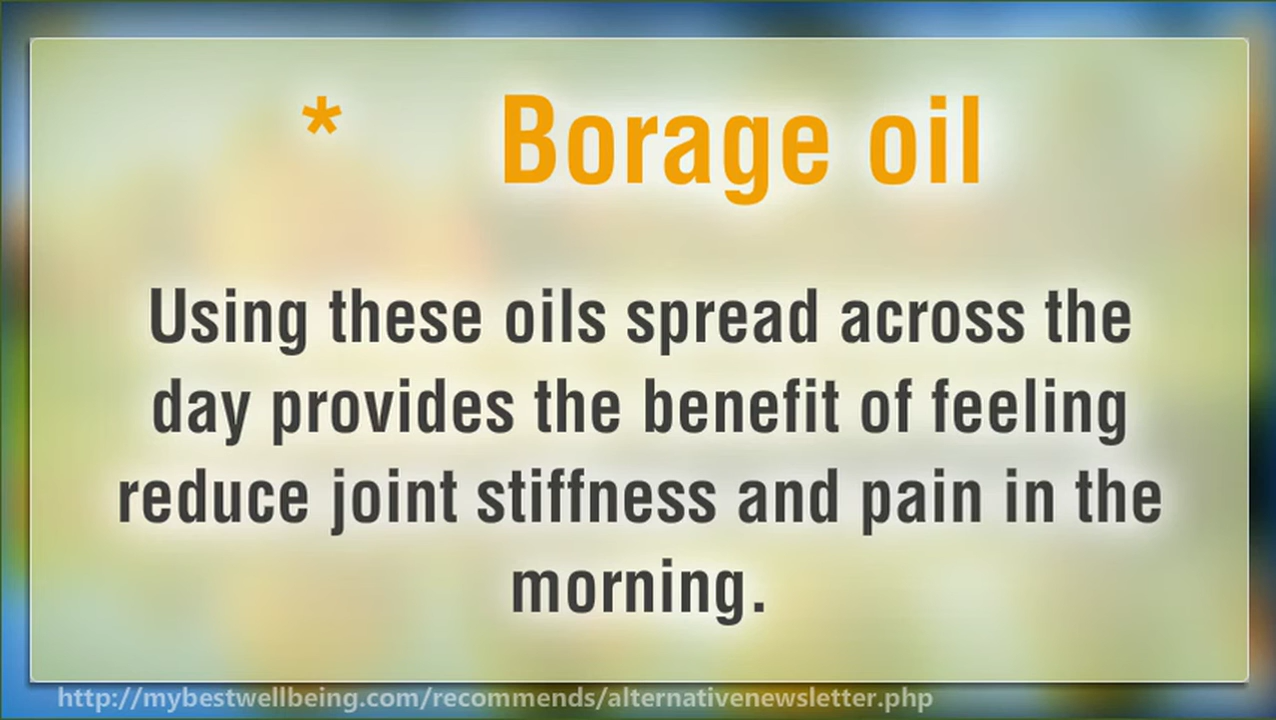 * Borage oil
Using these oils spread across the
day provides the benefit of feeling
reduce joint stiffness and pain in the
morning.
http://mybestwellbeing.com/recommends/alternativenewsletter.php